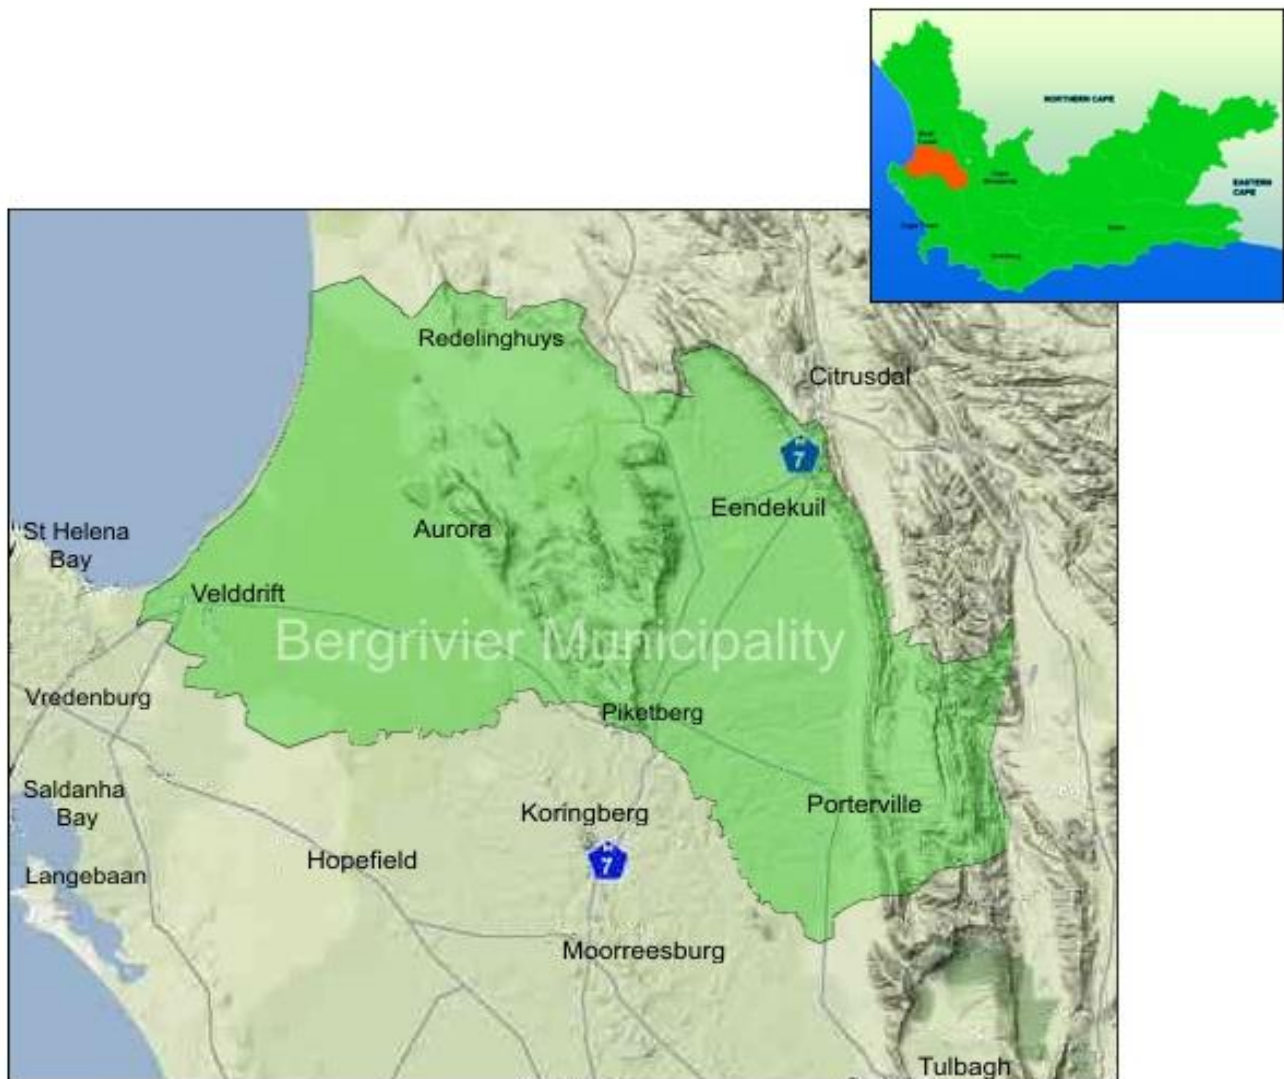 NORTHERN CAPE
EASTERN
CAPE
Redelinghuys
Citrusdal
N
7
Eendekuil
Aurora
St Helena
Bay
Velddrift
Bergrivier Municipality
Vredenburg
Piketberg
Saldanha
Bay
Koringberg
Porterville
N
7
Hopefield
Langebaan
Moorreesburg
Tulbagh